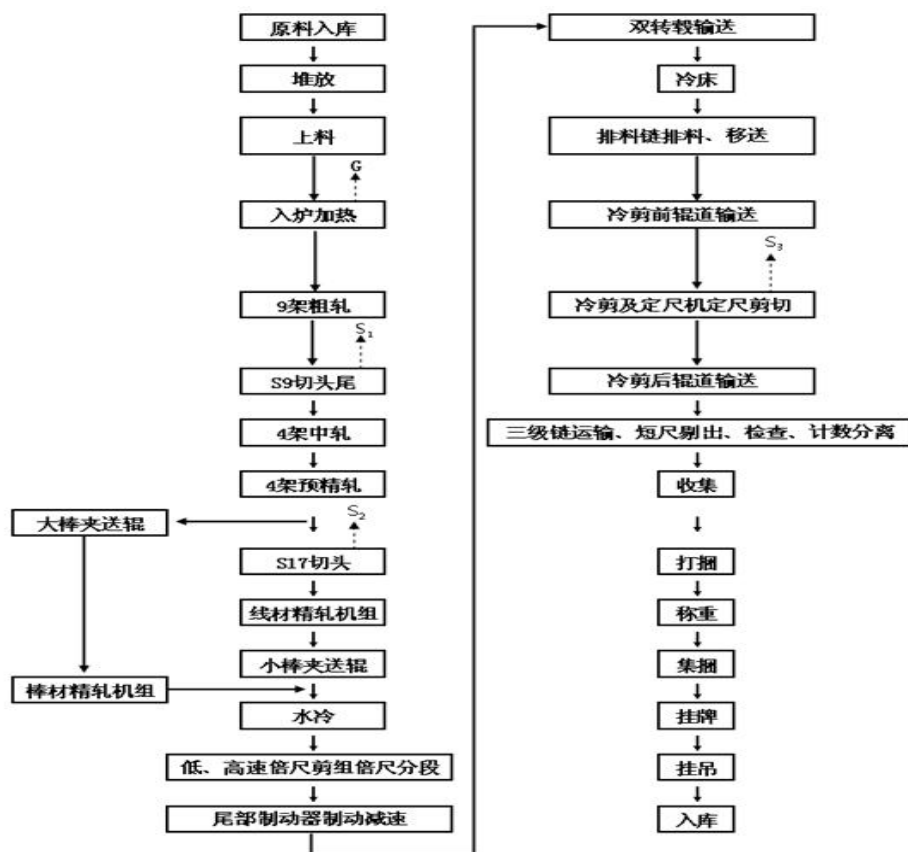 原料入库
堆放
上料
G
入炉加热
9架粗轧
S₁
S9切头尾
4架中轧
4架预精轧
大棒夹送辊
S₂
S17切头
线材精轧机组
小棒夹送辊
棒材精轧机组
水冷
低、高速倍尺剪组倍尺分段
尾部制动器制动减速
双转毂输送
冷床
排料链排料、移送
冷剪前辊道输送
S₃
冷剪及定尺机定尺剪切
冷剪后辊道输送
三级链运输、短尺剔出、检查、计数分离
收集
打捆
称重
集捆
挂牌
挂吊
入库